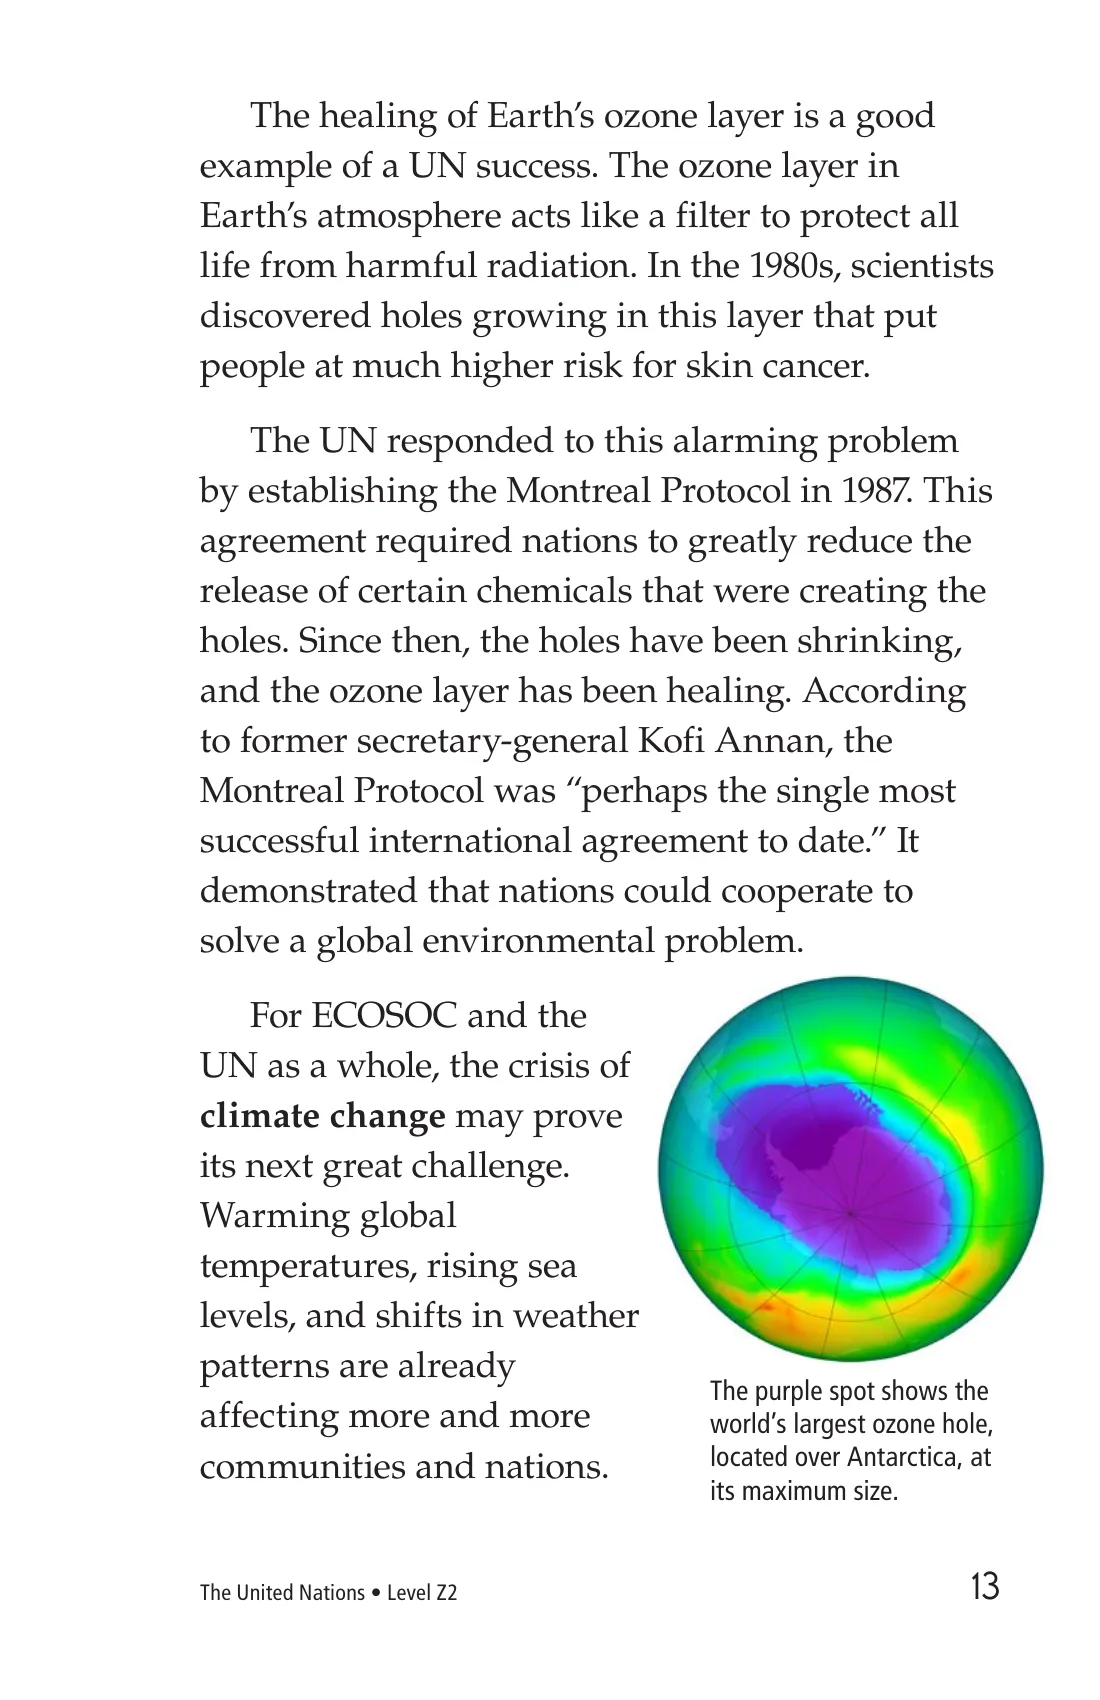 The healing of Earth’s ozone layer is a good
example of a UN success. The ozone layer in
Earth’s atmosphere acts like a filter to protect all
life from harmful radiation. In the 1980s, scientists
discovered holes growing in this layer that put
people at much higher risk for skin cancer.
The UN responded to this alarming problem
by establishing the Montreal Protocol in 1987. This
agreement required nations to greatly reduce the
release of certain chemicals that were creating the
holes. Since then, the holes have been shrinking,
and the ozone layer has been healing. According
to former secretary-general Kofi Annan, the
Montreal Protocol was “perhaps the single most
successful international agreement to date.” It
demonstrated that nations could cooperate to
solve a global environmental problem.
For ECOSOC and the
UN as a whole, the crisis of
climate change may prove
its next great challenge.
Warming global
temperatures, rising sea
levels, and shifts in weather
patterns are already
affecting more and more
communities and nations.
The purple spot shows the
world’s largest ozone hole,
located over Antarctica, at
its maximum size.
The United Nations • Level Z2
13